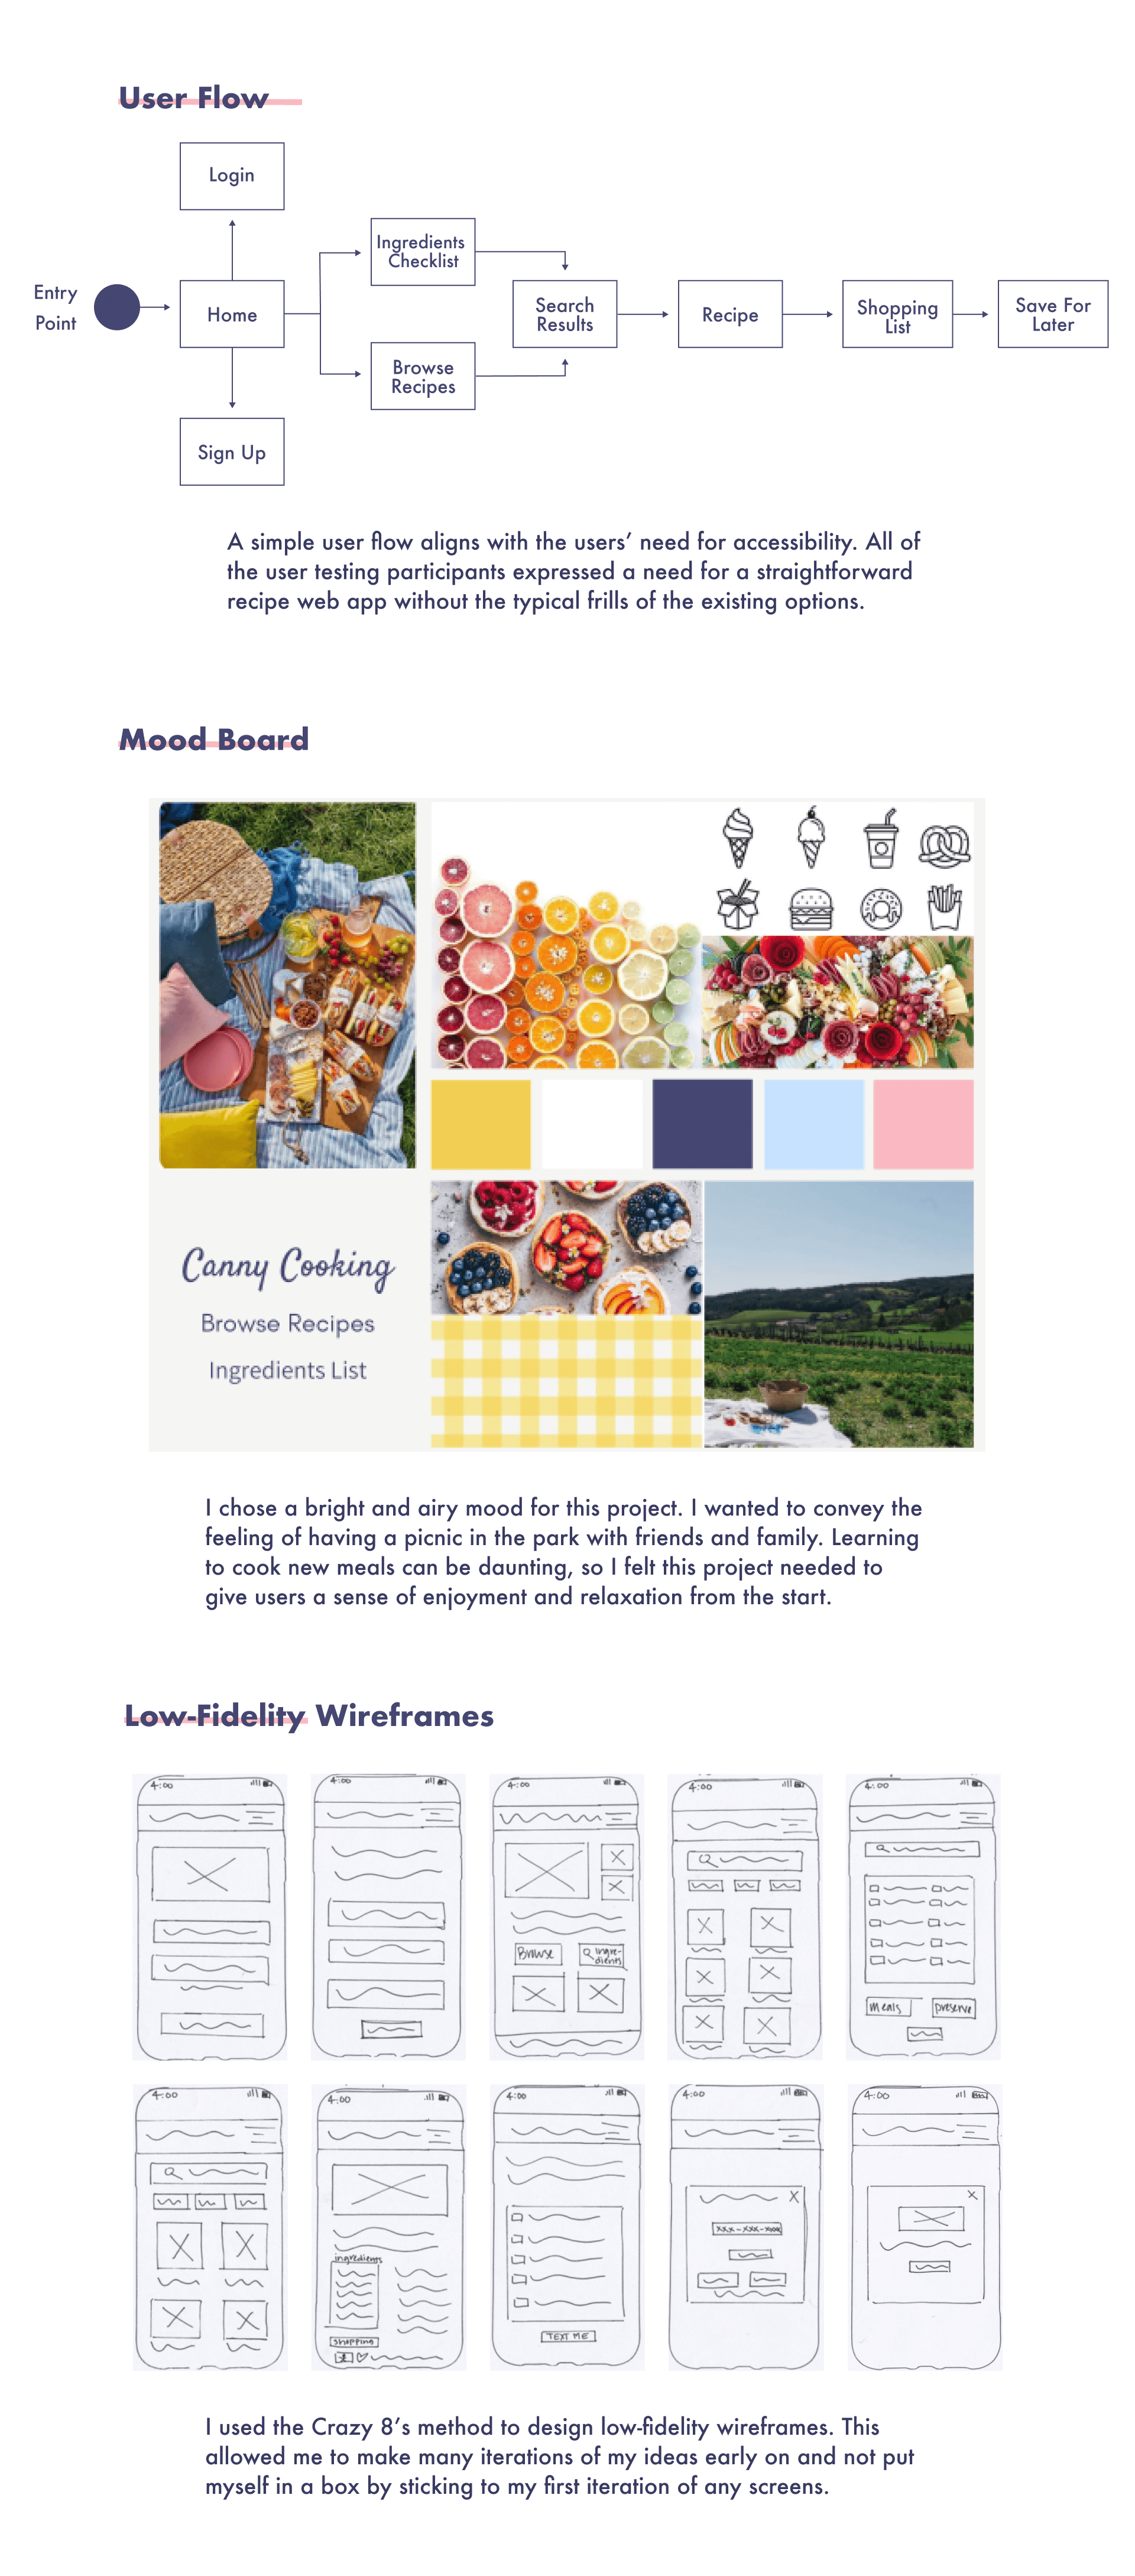 User Flow
Login
Entry
Point
Home
Ingredients
Checklist
Browse
Recipes
Search
Results
Recipe
Shopping
List
Save For
Later
Sign Up
A simple user flow aligns with the users’ need for accessibility. All of
the user testing participants expressed a need for a straightforward
recipe web app without the typical frills of the existing options.
Mood Board
Canny Cooking
Browse Recipes
Ingredients List
I chose a bright and airy mood for this project. I wanted to convey the
feeling of having a picnic in the park with friends and family. Learning
to cook new meals can be daunting, so I felt this project needed to
give users a sense of enjoyment and relaxation from the start.
Low-Fidelity Wireframes
4:00
4:00
4:00
4:00
4:00
Browse
ingre-
dients
meals
preserve
4:00
4:00
4:00
4:00
4:00
ingredients
shopping
TEXT ME
xxx-xxx-xxxx
I used the Crazy 8’s method to design low-fidelity wireframes. This
allowed me to make many iterations of my ideas early on and not put
myself in a box by sticking to my first iteration of any screens.